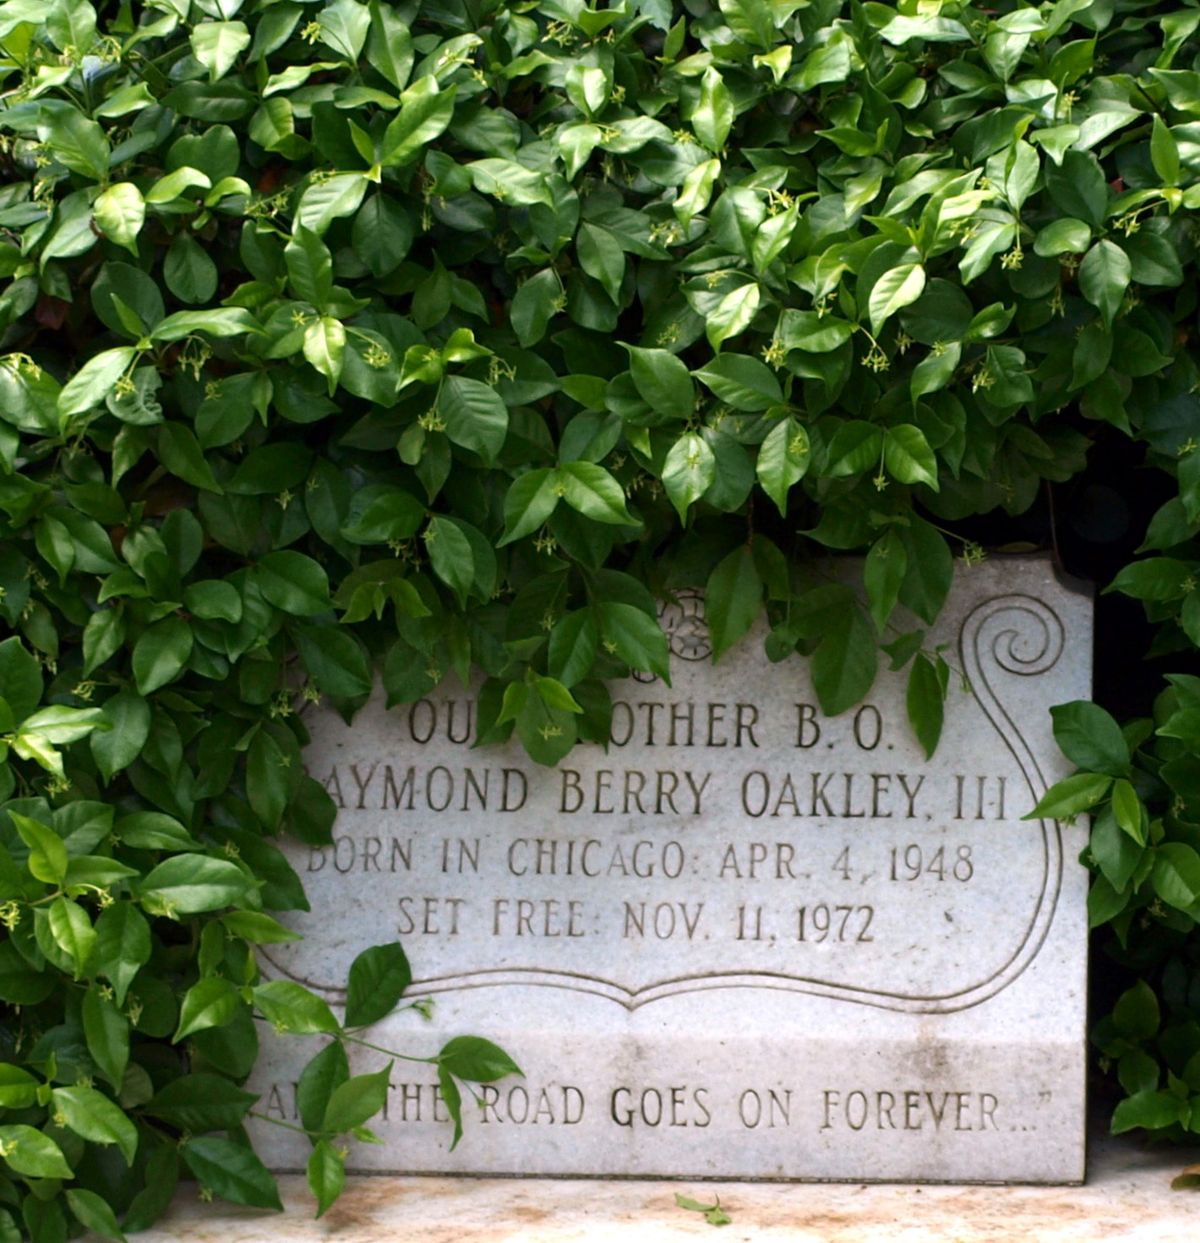 OU OTHER B. O.
AYMOND BERRY OAKLEY, III
BORN IN CHICAGO: APR. 4, 1948
SET FREE: NOV. 11, 1972
THE ROAD GOES ON FOREVER..."